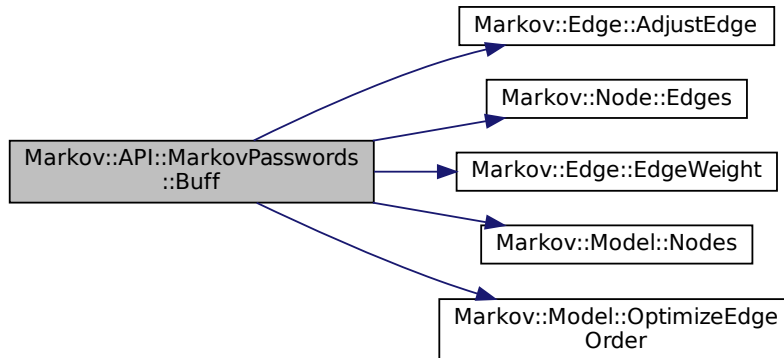 Markov::Edge::AdjustEdge
Markov::Node::Edges
Markov::API::MarkovPasswords
::Buff
Markov::Edge::EdgeWeight
Markov::Model::Nodes
Markov::Model::OptimizeEdge
Order